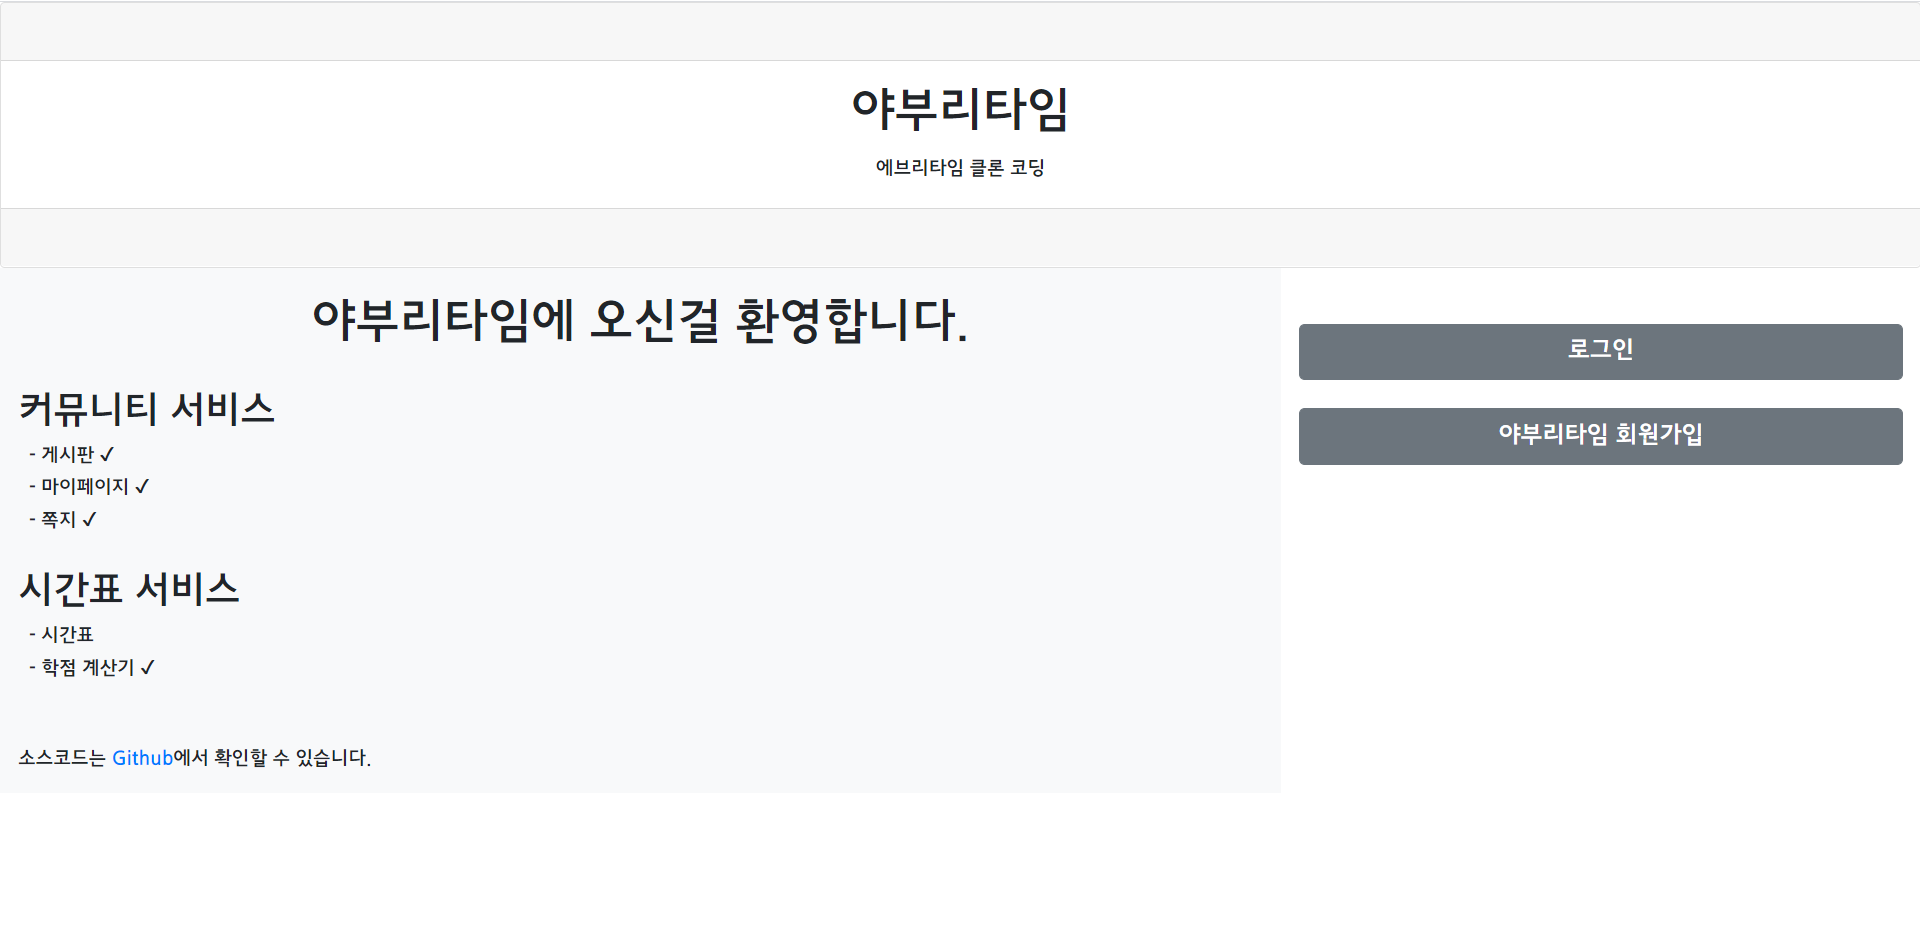 야부리타임
에브리타임 클론 코딩
야부리타임에 오신걸 환영합니다.
커뮤니티 서비스
- 게시판 ✓
- 마이페이지 ✓
- 쪽지 ✓
시간표 서비스
- 시간표
- 학점 계산기 ✓
소스코드는 Github에서 확인할 수 있습니다.
로그인
야부리타임 회원가입